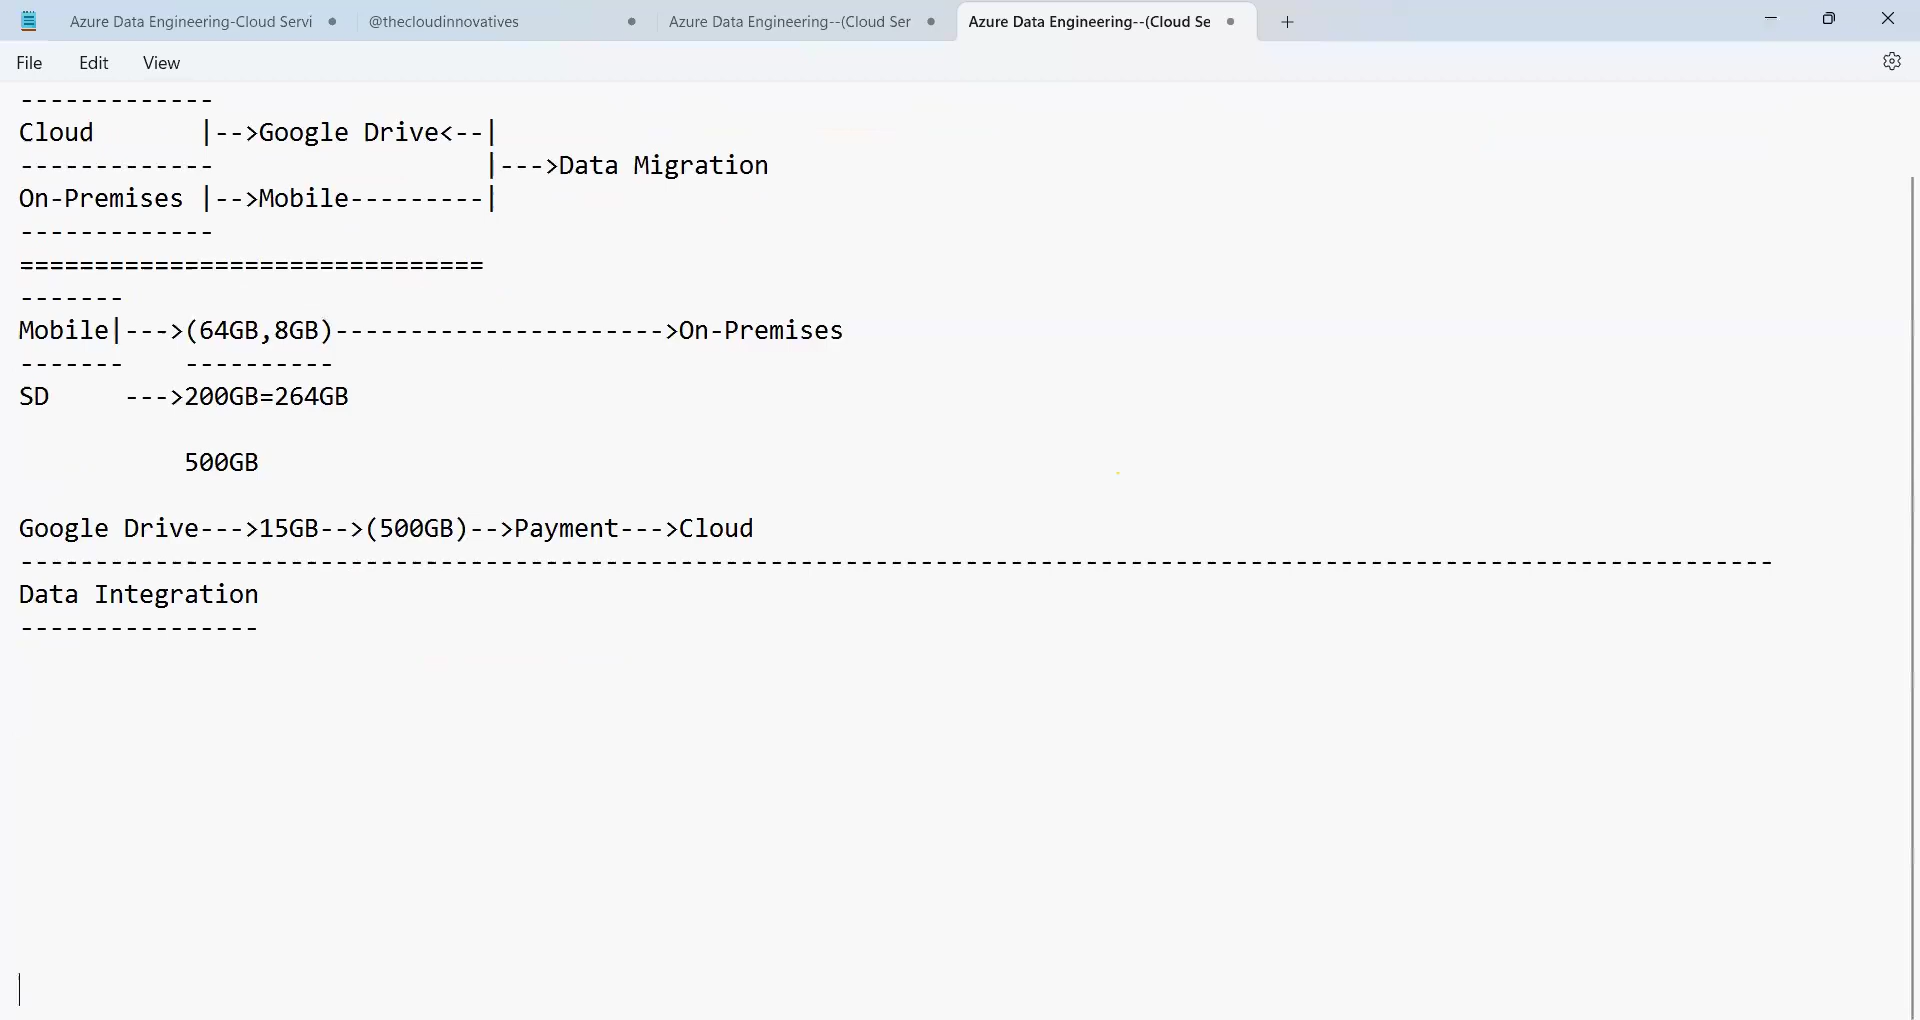 Azure Data Engineering-Cloud Servi
@thecloudinnovatives
Azure Data Engineering--(Cloud Ser
Azure Data Engineering--(Cloud Se
File Edit View
-------------
Cloud       |-->Google Drive<--|
-------------                  |--->Data Migration
On-Premises |-->Mobile---------|
-------------
===============================
-------
Mobile|--->(64GB,8GB)---------------------->On-Premises
-------    ----------
SD     --->200GB=264GB
500GB
Google Drive--->15GB-->(500GB)-->Payment--->Cloud
---------------------------------------------------------------------------------------------------------------------
Data Integration
----------------